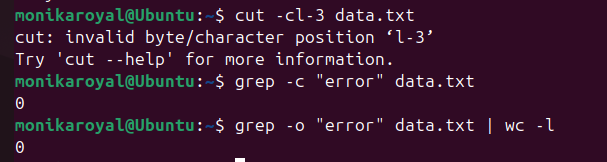 monikaroyal@Ubuntu:~$ cut -cl-3 data.txt
cut: invalid byte/character position ‘l-3’
Try 'cut --help' for more information.
monikaroyal@Ubuntu:~$ grep -c "error" data.txt
0
monikaroyal@Ubuntu:~$ grep -o "error" data.txt | wc -l
0